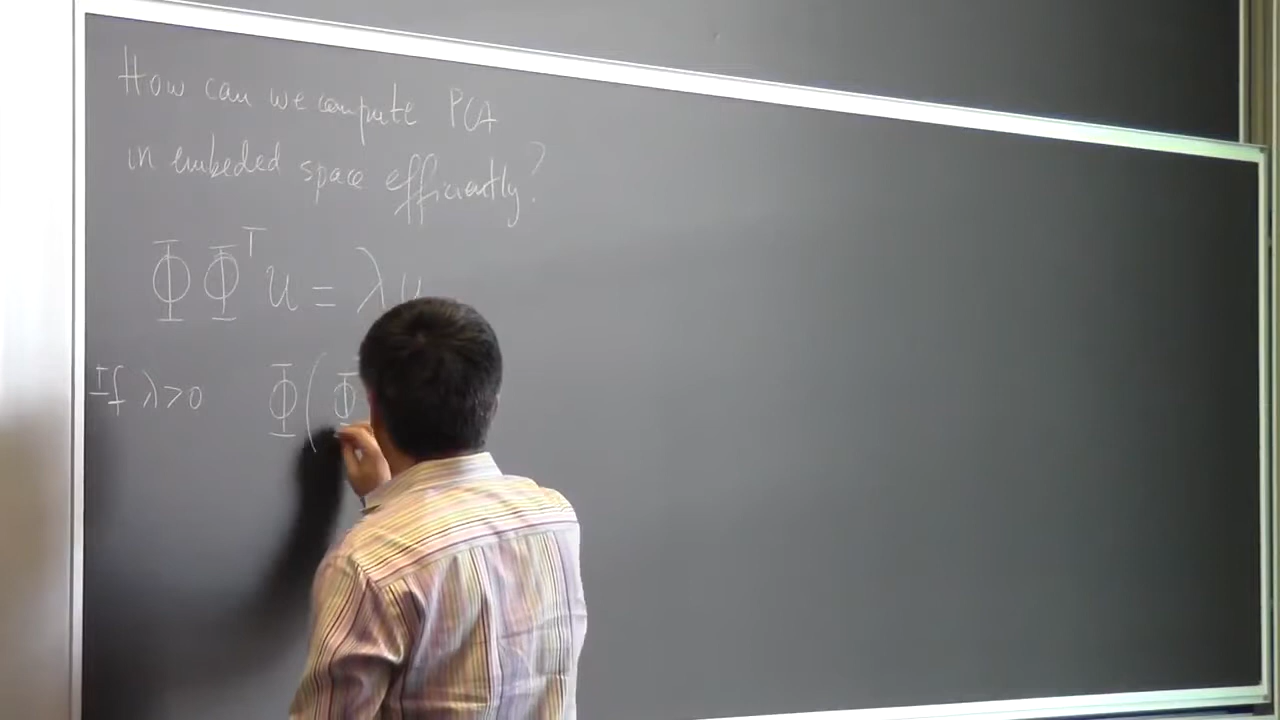 How can we compute PCA
in embeded space efficiently?
Φ Φ^T u = λ u
If λ>0 Φ( Φ